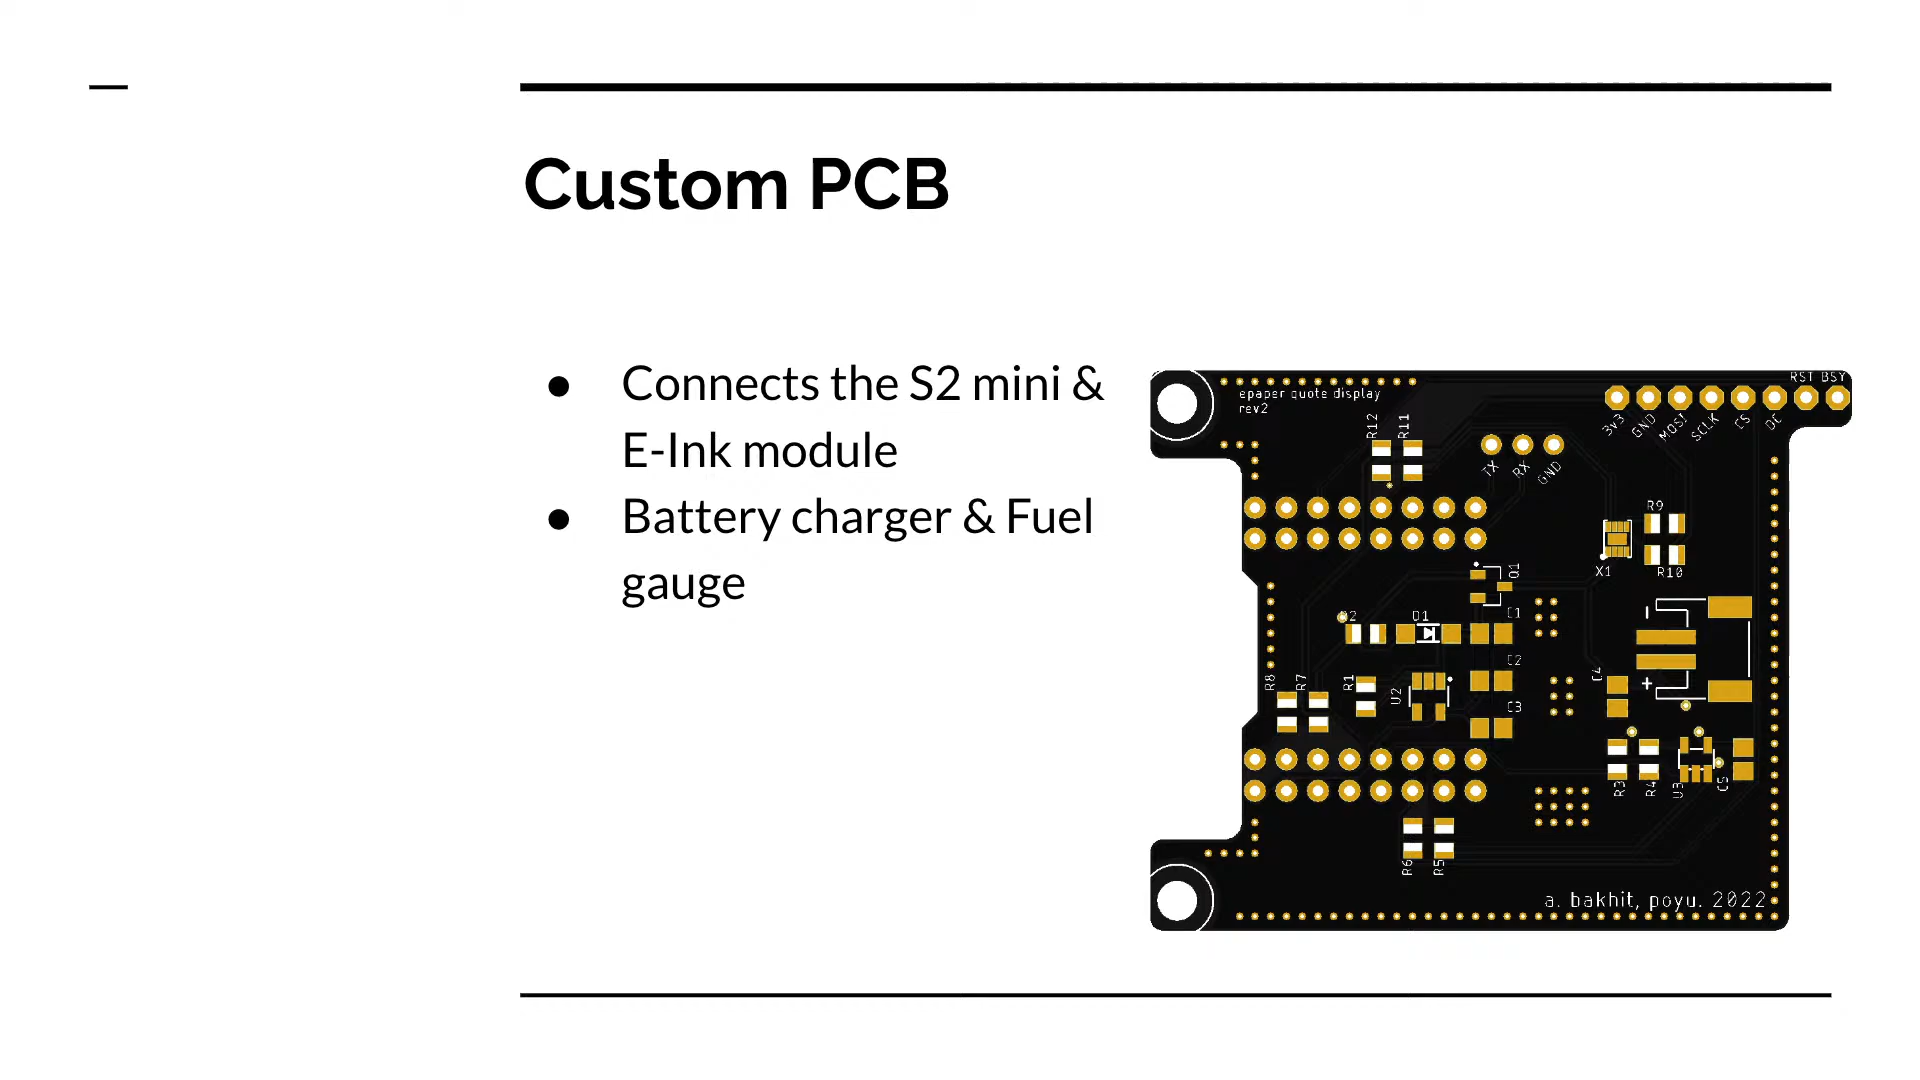 Custom PCB
● Connects the S2 mini &
E-Ink module
● Battery charger & Fuel
gauge
RST BSY
epaper quote display
rev2
3v3 GND MOSI SCLK CS DC
R12 R11
TX RX GND
R9
X1 R10
Q1
C1
D1
C2
C4
R8 R7 R1 U2
C3
- 
+
R3 R4 U3 C5
R6 R5
a. bakhit, poyu. 2022